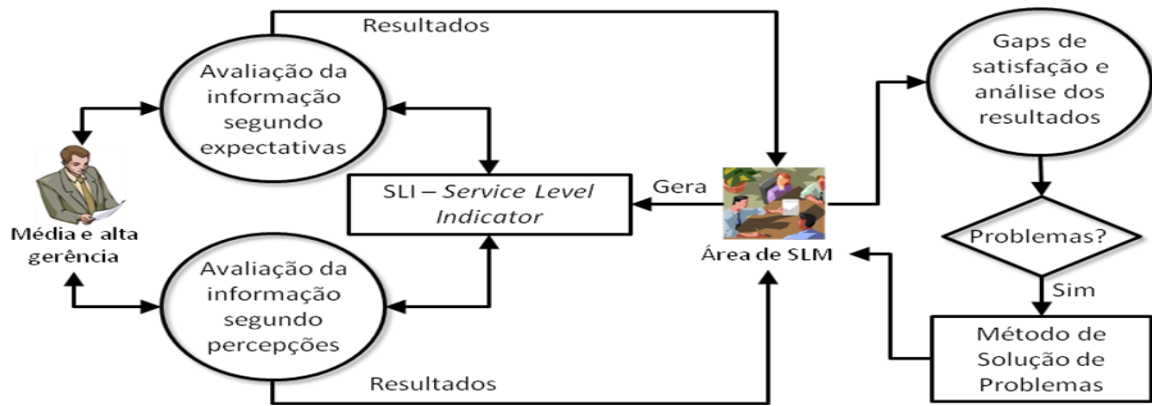 Resultados
Avaliação da
informação
segundo
expectativas
Média e alta
gerência
Avaliação da
informação
segundo
percepções
Resultados
SLI – Service Level
Indicator
Gera
Área de SLM
Gaps de
satisfação e
análise dos
resultados
Problemas?
Sim
Método de
Solução de
Problemas